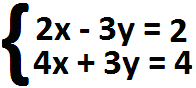 2x - 3y = 2
4x + 3y = 4